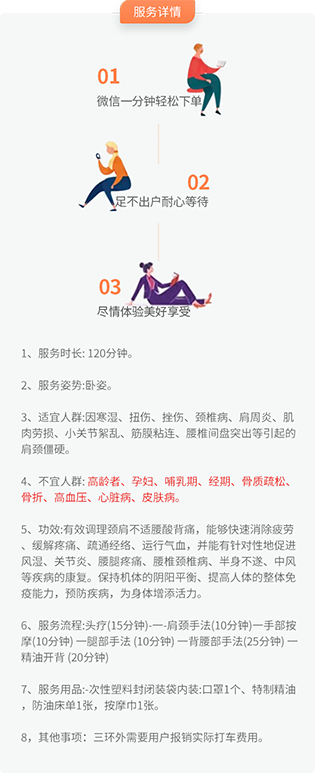 服务详情
01
微信一分钟轻松下单
02
足不出户耐心等待
03
尽情体验美好享受
1、服务时长: 120分钟。
2、服务姿势:卧姿。
3、适宜人群:因寒湿、扭伤、挫伤、颈椎病、肩周炎、肌
肉劳损、小关节絮乱、筋膜粘连、腰椎间盘突出等引起的
肩颈僵硬。
4、不宜人群: 高龄者、孕妇、哺乳期、经期、骨质疏松、
骨折、高血压、心脏病、皮肤病。
5、功效:有效调理颈肩不适腰酸背痛，能够快速消除疲劳
、缓解疼痛、疏通经络、运行气血，并能有针对性地促进
风湿、关节炎、腰腿疼痛、腰椎颈椎病、半身不遂、中风
等疾病的康复。保持机体的阴阳平衡、提高人体的整体免
疫能力，预防疾病，为身体增添活力。
6、服务流程:头疗(15分钟)-一-肩颈手法(10分钟)一手部按
摩(10分钟) 一腿部手法 (10分钟) 一背腰部手法(25分钟) 一
精油开背 (20分钟)
7、服务用品:-次性塑料封闭装袋内装:口罩1个、特制精油
，防油床单1张，按摩巾1张。
8，其他事项：三环外需要用户报销实际打车费用。